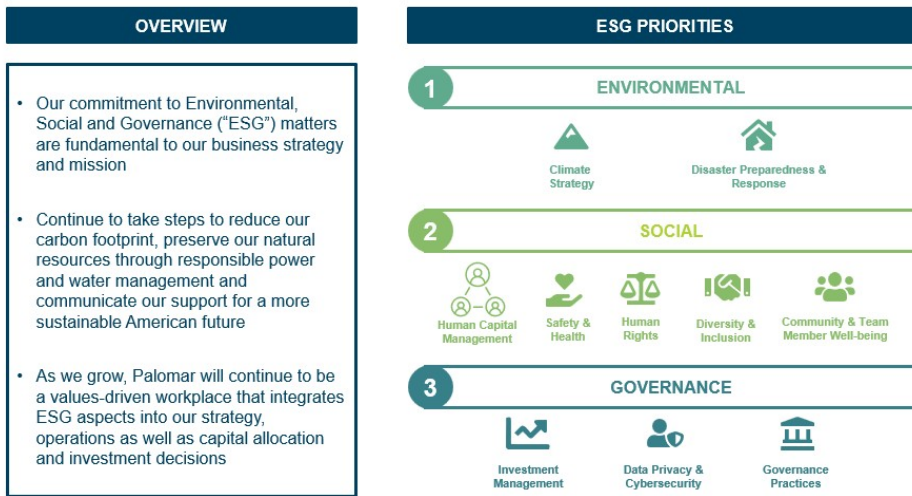 OVERVIEW
• Our commitment to Environmental,
Social and Governance (“ESG”) matters
are fundamental to our business strategy
and mission
• Continue to take steps to reduce our
carbon footprint, preserve our natural
resources through responsible power
and water management and
communicate our support for a more
sustainable American future
• As we grow, Palomar will continue to be
a values-driven workplace that integrates
ESG aspects into our strategy,
operations as well as capital allocation
and investment decisions
ESG PRIORITIES
1 ENVIRONMENTAL
Climate
Strategy
Disaster Preparedness &
Response
2 SOCIAL
Human Capital
Management
Safety &
Health
Human
Rights
Diversity &
Inclusion
Community & Team
Member Well-being
3 GOVERNANCE
Investment
Management
Data Privacy &
Cybersecurity
Governance
Practices